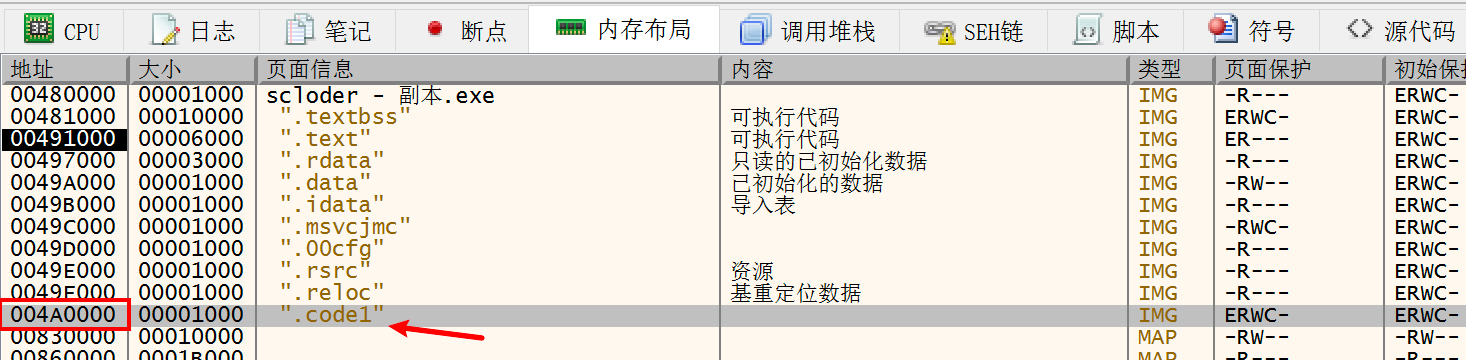 CPU 日志 笔记 断点 内存布局 调用堆栈 SEH链 脚本 符号 源代码
地址 大小 页面信息 内容 类型 页面保护 初始保
00480000 00001000 scloder - 副本.exe IMG -R--- ERWC-
00481000 00010000 ".textbss" 可执行代码 IMG ERWC- ERWC-
00491000 00006000 ".text" 可执行代码 IMG ER--- ERWC-
00497000 00003000 ".rdata" 只读的已初始化数据 IMG -R--- ERWC-
0049A000 00001000 ".data" 已初始化的数据 IMG -RW-- ERWC-
0049B000 00001000 ".idata" 导入表 IMG -R--- ERWC-
0049C000 00001000 ".msvcjmc" IMG -RWC- ERWC-
0049D000 00001000 ".00cfg" IMG -R--- ERWC-
0049E000 00001000 ".rsrc" 资源 IMG -R--- ERWC-
0049F000 00001000 ".reloc" 基重定位数据 IMG -R--- ERWC-
004A0000 00001000 ".code1" IMG ERWC- ERWC-
00830000 00010000 MAP -RW-- -RW--
00860000 0001B000 MAP -R--- -R---